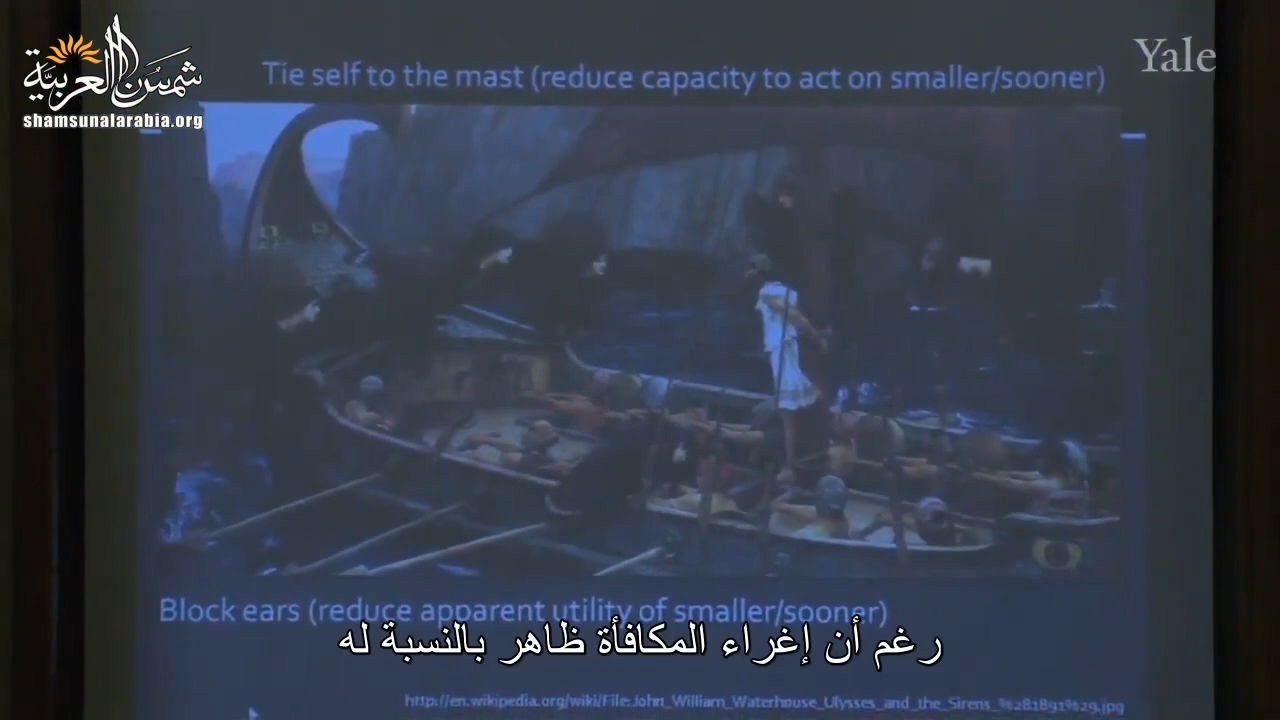 شمس العربية
shamsunalarabia.org
Yale
Tie self to the mast (reduce capacity to act on smaller/sooner)
Block ears (reduce apparent utility of smaller/sooner)
رغم أن إغراء المكافأة ظاهر بالنسبة له
http://en.wikipedia.org/wiki/File:John_William_Waterhouse_Ulysses_and_the_Sirens_%281891%29.jpg